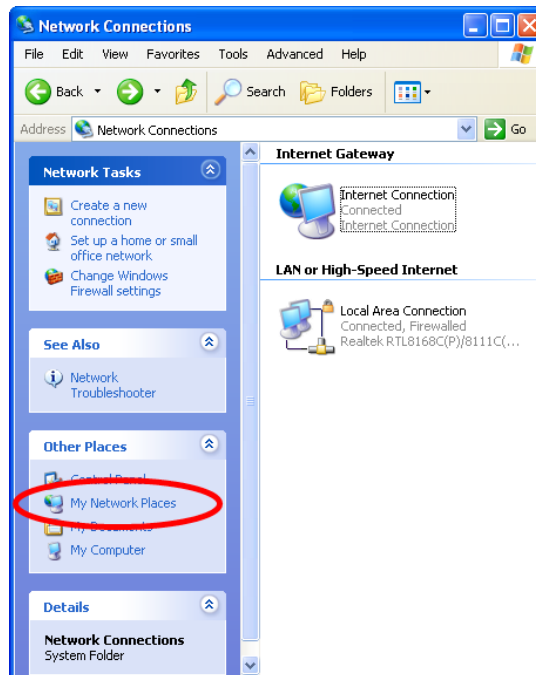 Network Connections
File Edit View Favorites Tools Advanced Help
Back Search Folders
Address Network Connections Go
Network Tasks
Create a new
connection
Set up a home or small
office network
Change Windows
Firewall settings
See Also
Network
Troubleshooter
Other Places
Control Panel
My Network Places
My Documents
My Computer
Details
Network Connections
System Folder
Internet Gateway
Internet Connection
Connected
Internet Connection
LAN or High-Speed Internet
Local Area Connection
Connected, Firewalled
Realtek RTL8168C(P)/8111C(...